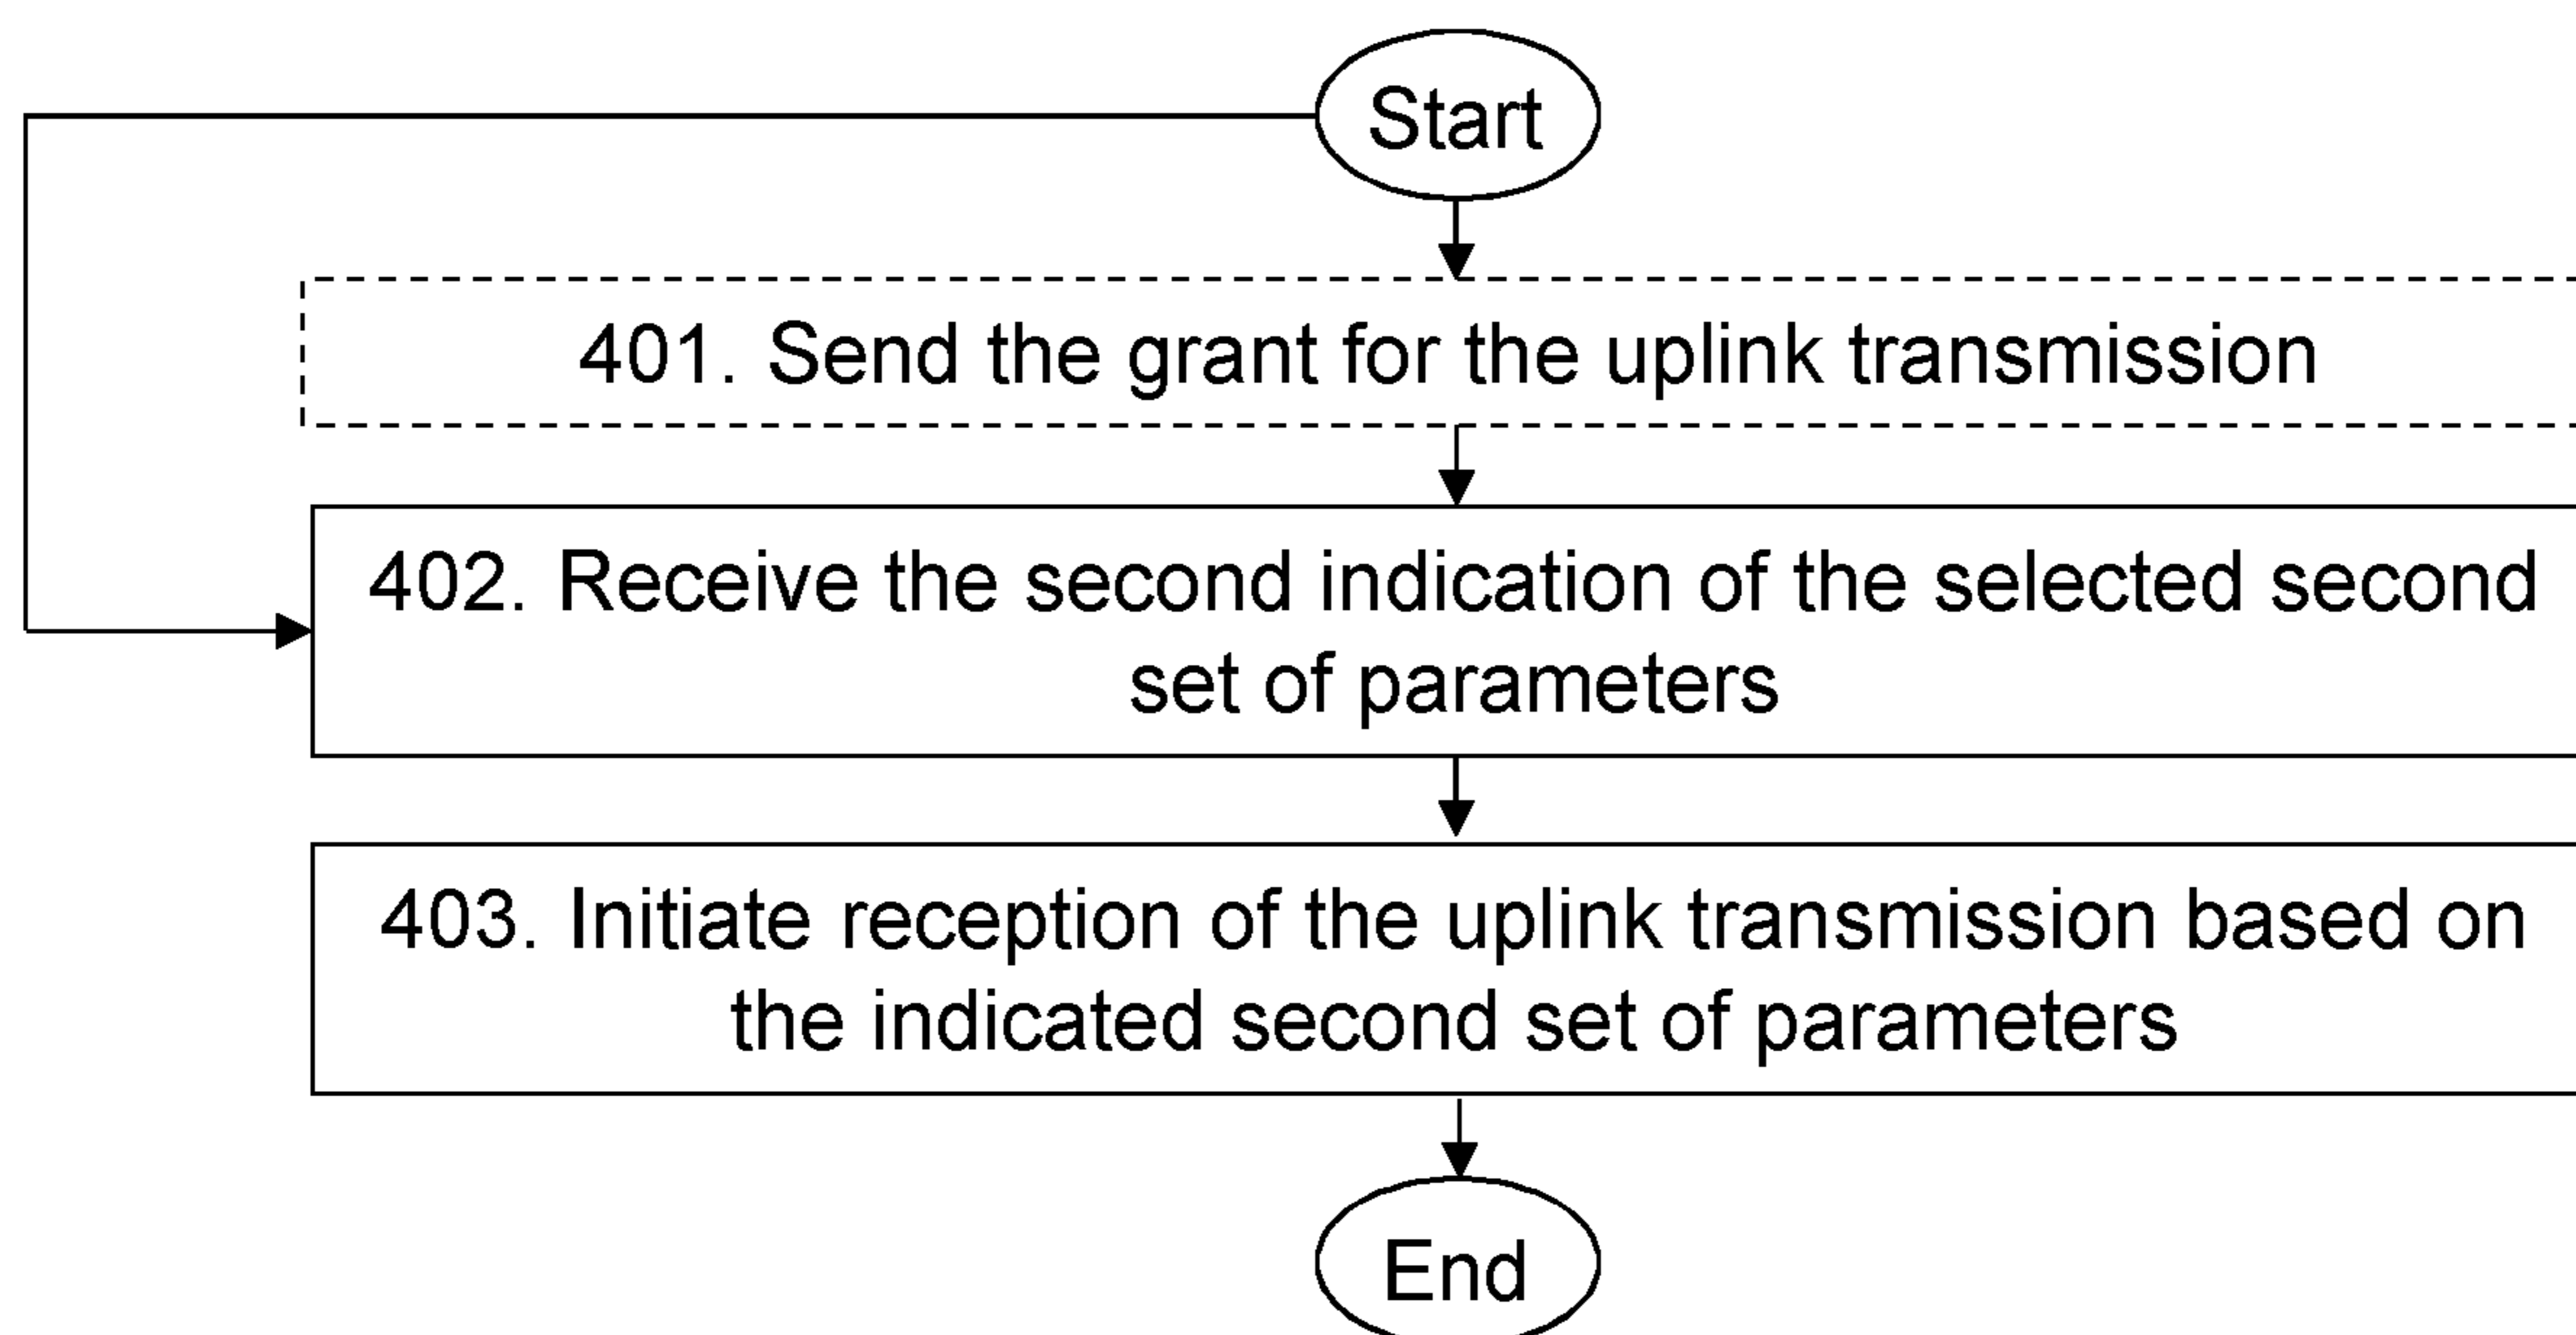 Start
401. Send the grant for the uplink transmission
402. Receive the second indication of the selected second
set of parameters
403. Initiate reception of the uplink transmission based on
the indicated second set of parameters
End